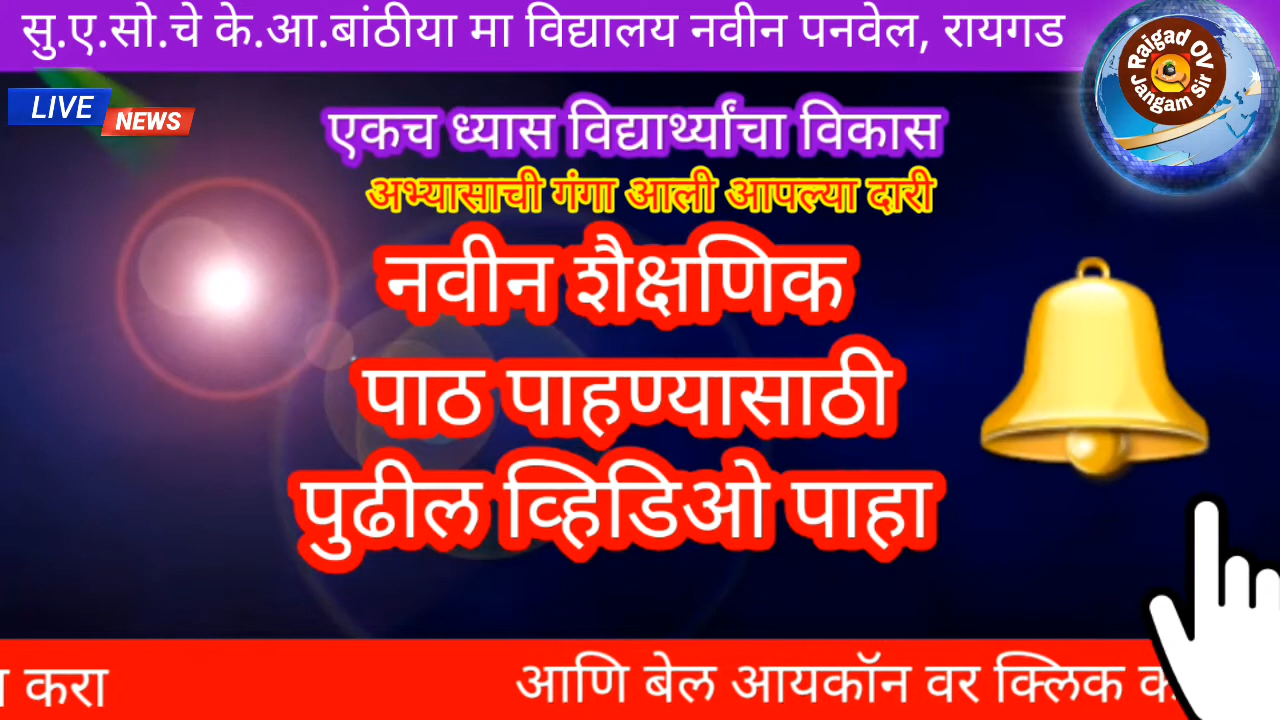 सु.ए.सो.चे के.आ.बांठीया मा विद्यालय नवीन पनवेल, रायगड
Raigad OV
Jangam Sir
LIVE
NEWS
एकच ध्यास विद्यार्थ्यांचा विकास
अभ्यासाची गंगा आली आपल्या दारी
नवीन शैक्षणिक
पाठ पाहण्यासाठी
पुढील व्हिडिओ पाहा
करा आणि बेल आयकॉन वर क्लिक